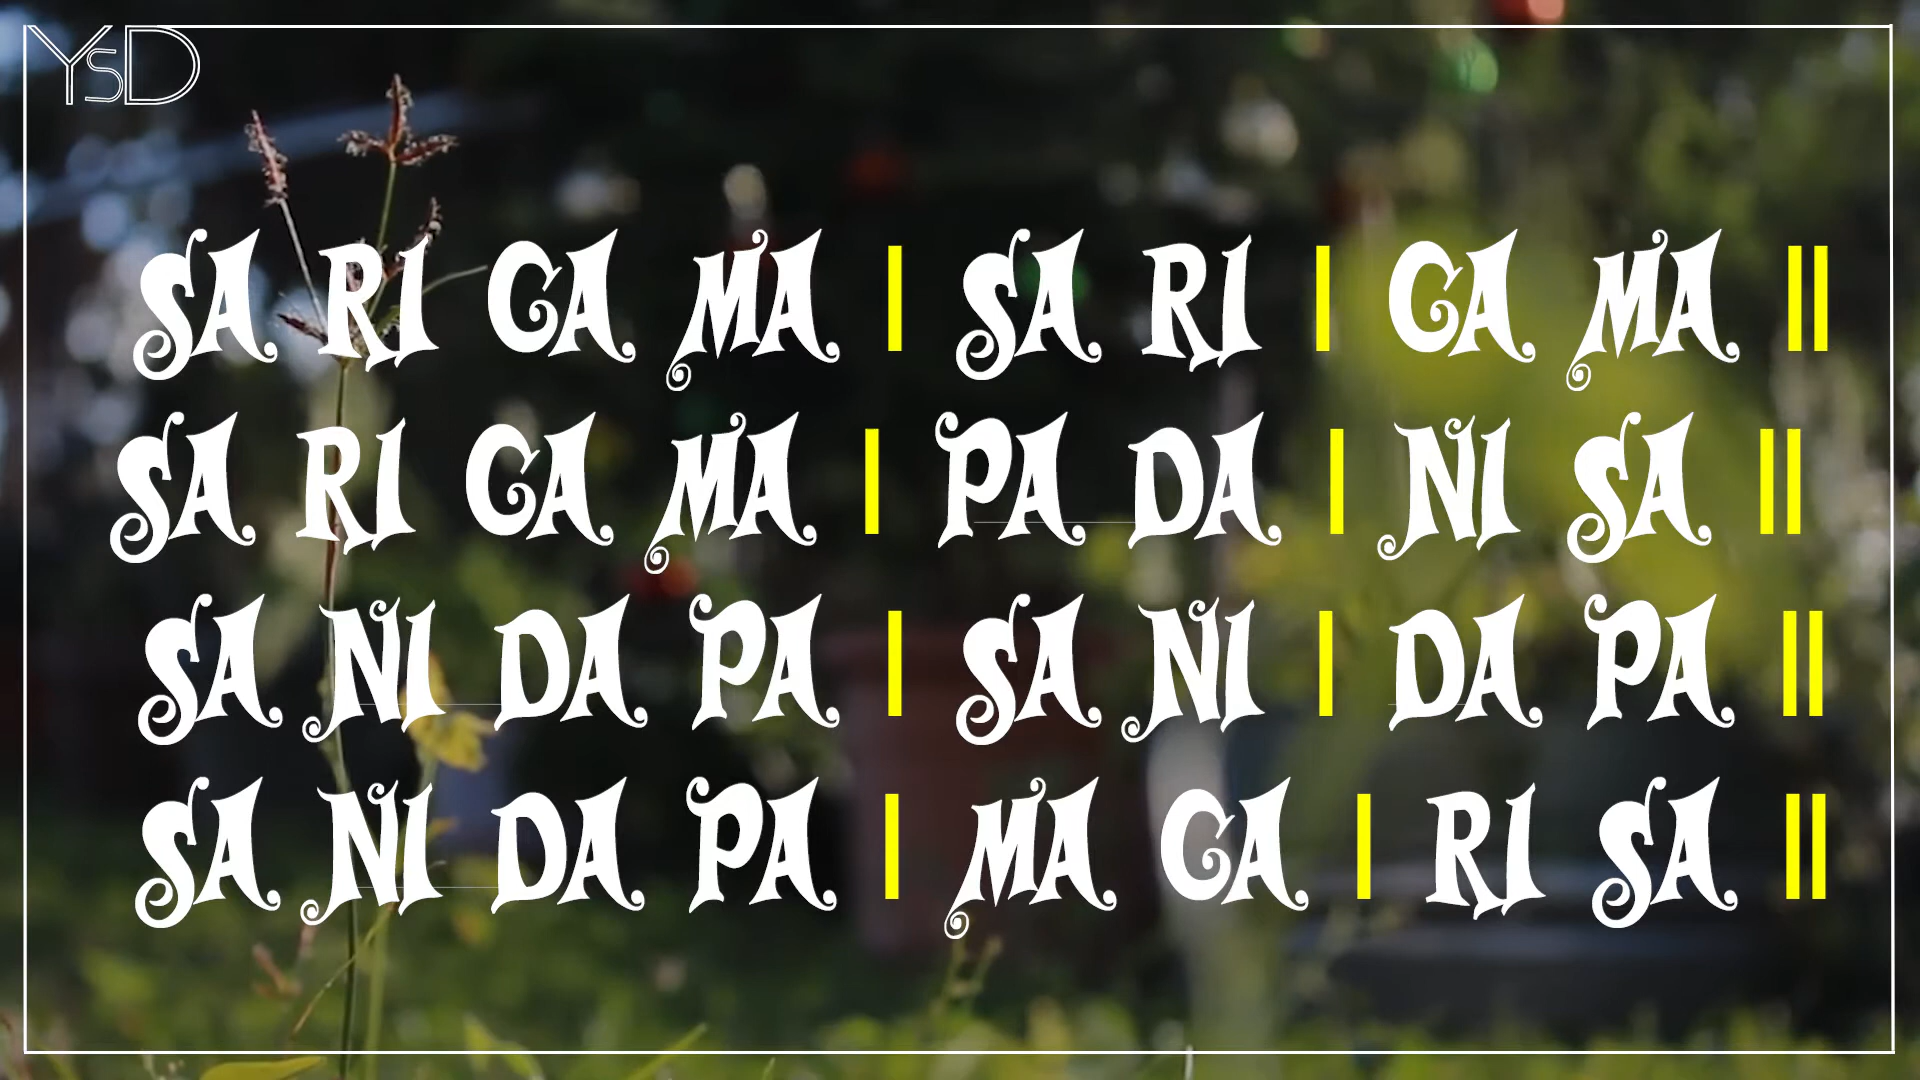 YSD
SA RI GA MA | SA RI | GA MA ||
SA RI GA MA | PA DA | NI SA ||
SA NI DA PA | SA NI | DA PA ||
SA NI DA PA | MA GA | RI SA ||